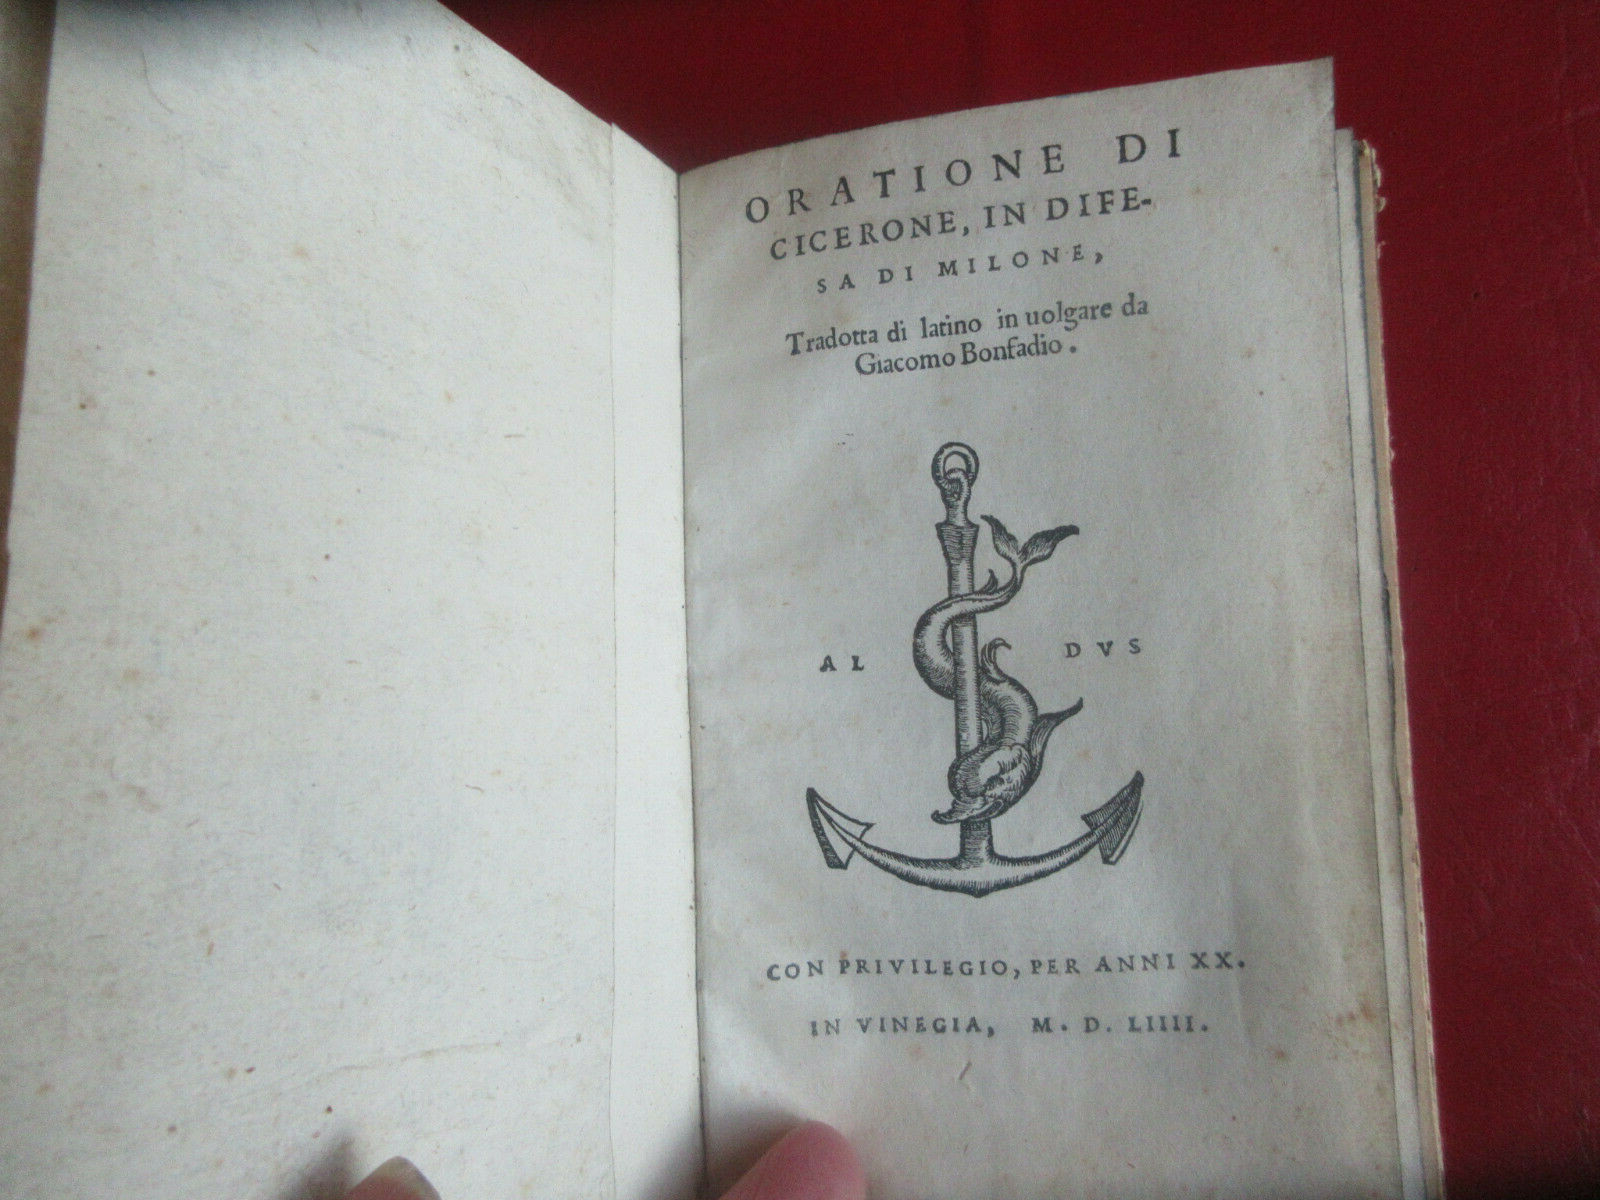 ORATIONE DI
CICERONE, IN DIFE-
SA DI MILONE,
Tradotta di latino in uolgare da
Giacomo Bonfadio.
AL DVS
CON PRIVILEGIO, PER ANNI XX.
IN VINEGIA, M. D. LIIII.